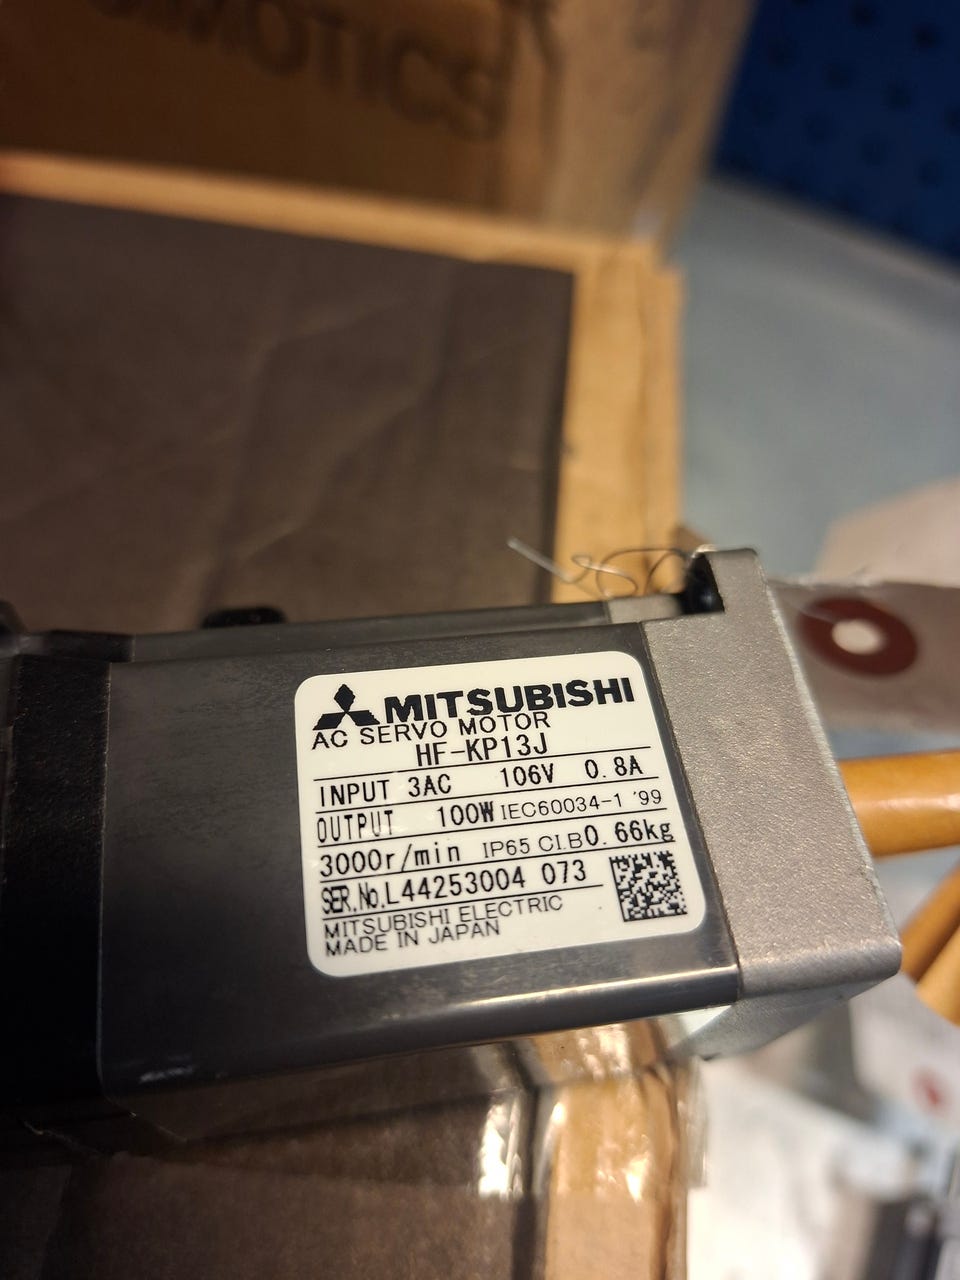 MOTICS
MITSUBISHI
AC SERVO MOTOR
HF-KP13J
INPUT 3AC 106V 0.8A
OUTPUT 100W IEC60034-1 '99
3000r/min IP65 CI.B 0.66kg
SER.No.L44253004 073
MITSUBISHI ELECTRIC
MADE IN JAPAN